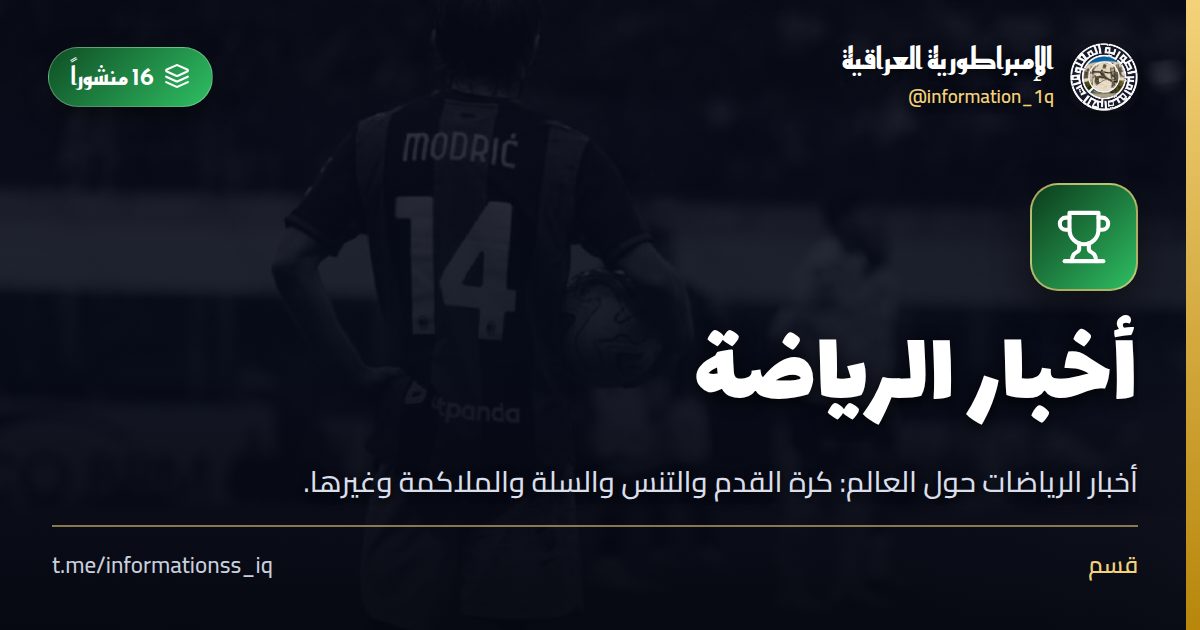 الإمبراطورية العراقية
@information_1q
16 منشوراً
MODRIĆ
14
أخبار الرياضة
أخبار الرياضات حول العالم: كرة القدم والتنس والسلة والملاكمة وغيرها.
قسم
t.me/informationss_iq